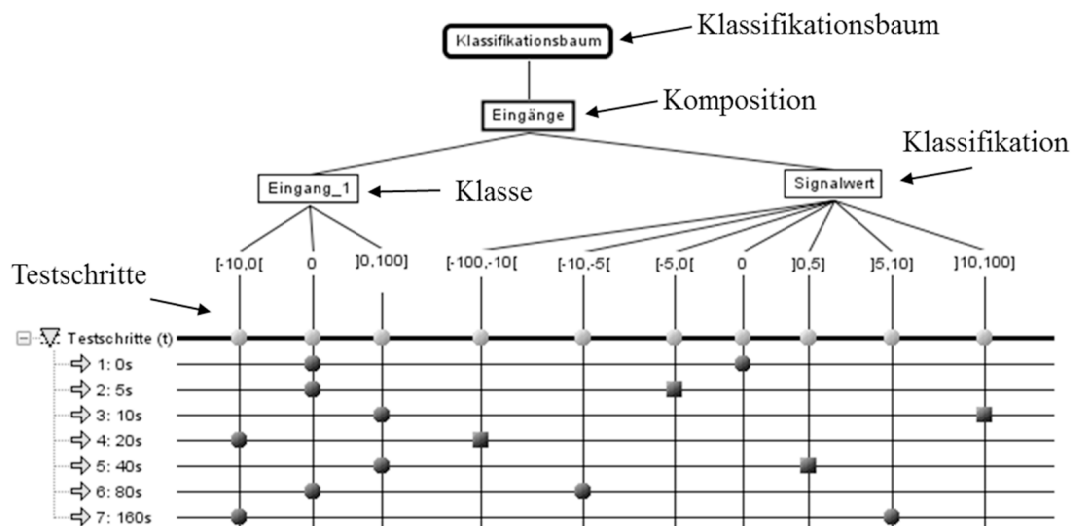 Klassifikationsbaum
Klassifikationsbaum
Eingänge
Komposition
Klassifikation
Eingang_1
Klasse
Signalwert
Testschritte
[-10,0[ 0 ]0,100] [-100,-10[ [-10,-5[ [-5,0[ 0 ]0,5] ]5,10] ]10,100]
Testschritte (t)
1: 0s
2: 5s
3: 10s
4: 20s
5: 40s
6: 80s
7: 160s